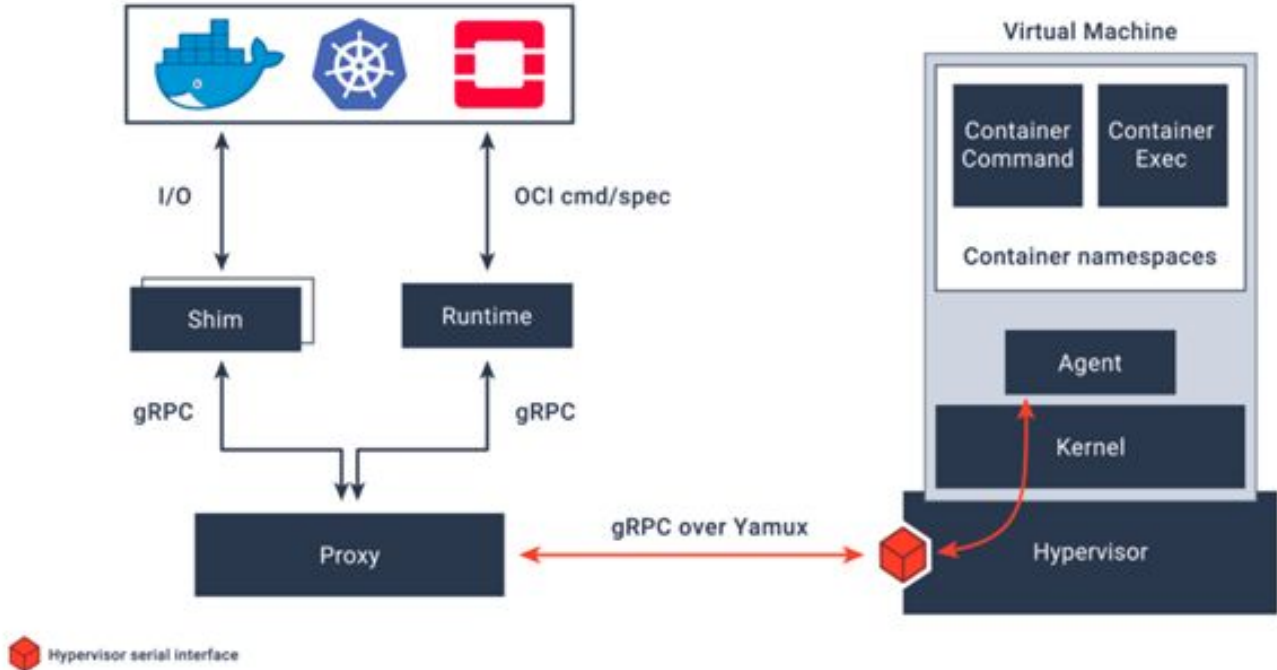 Virtual Machine
Container
Command
Container
Exec
I/O
OCI cmd/spec
Container namespaces
Shim
Runtime
Agent
gRPC
gRPC
Kernel
gRPC over Yamux
Proxy
Hypervisor
Hypervisor serial interface